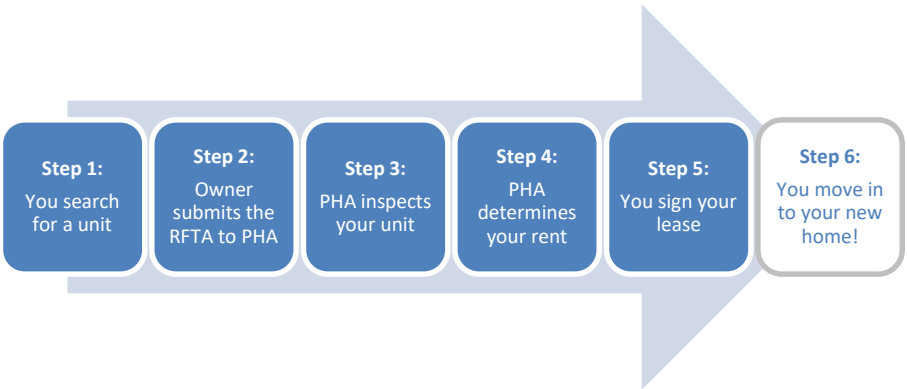 Step 1:
You search
for a unit
Step 2:
Owner
submits the
RFTA to PHA
Step 3:
PHA inspects
your unit
Step 4:
PHA
determines
your rent
Step 5:
You sign your
lease
Step 6:
You move in
to your new
home!